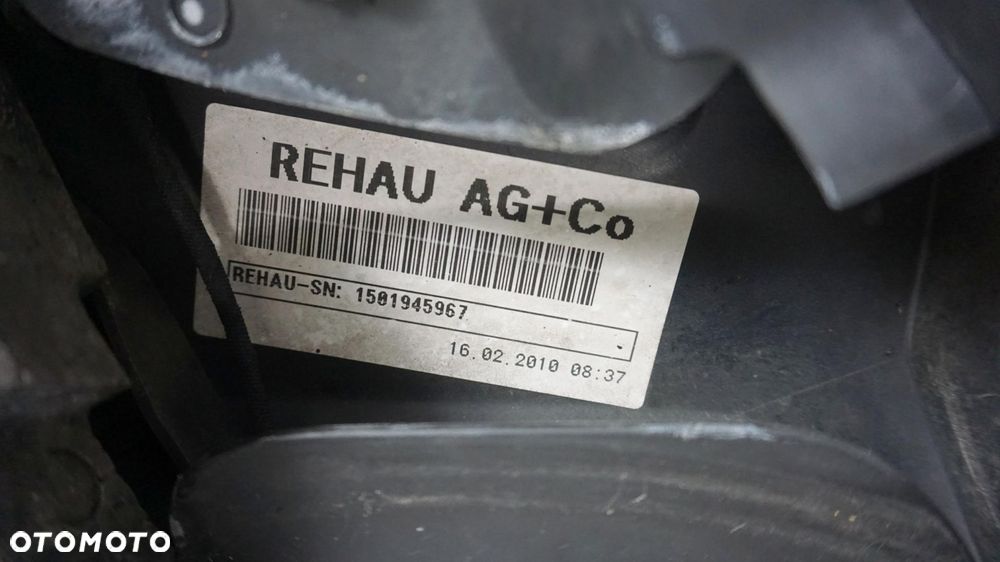 REHAU AG+Co
REHAU-SN: 1501945967
16.02.2010 08:37
OTOMOTO